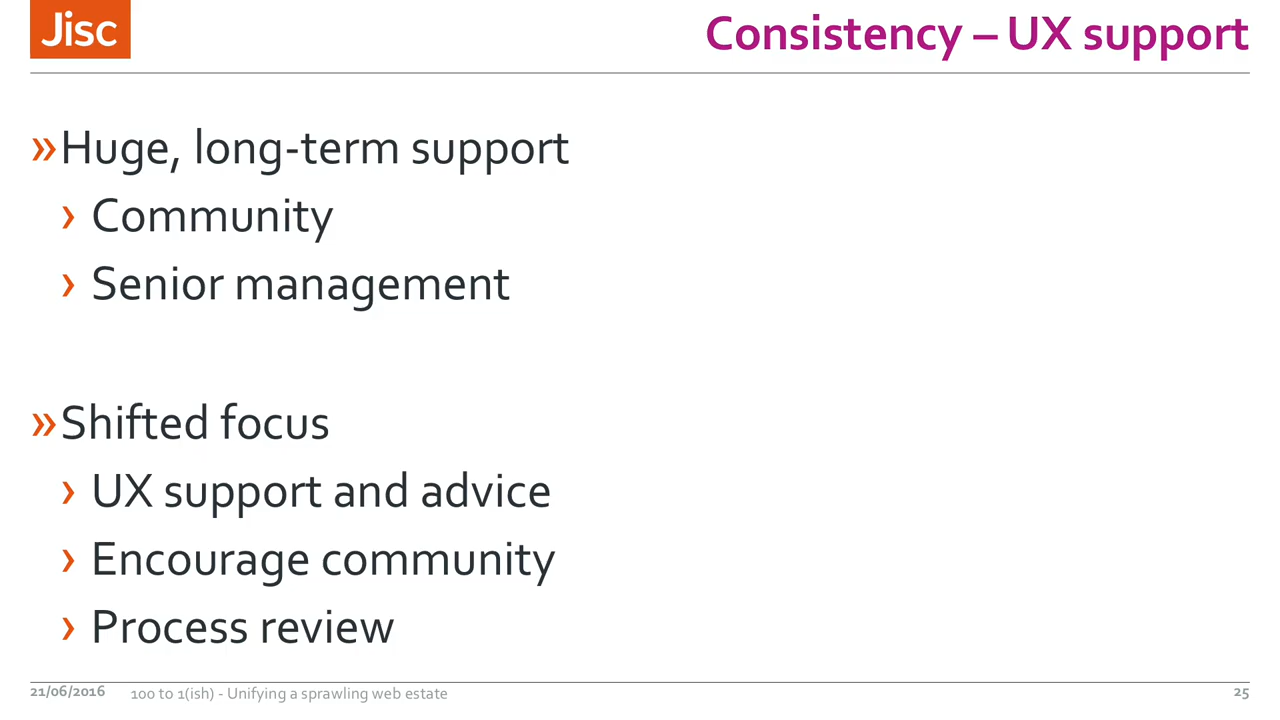 Jisc
Consistency – UX support
»Huge, long-term support
› Community
› Senior management
»Shifted focus
› UX support and advice
› Encourage community
› Process review
21/06/2016 100 to 1(ish) - Unifying a sprawling web estate 25